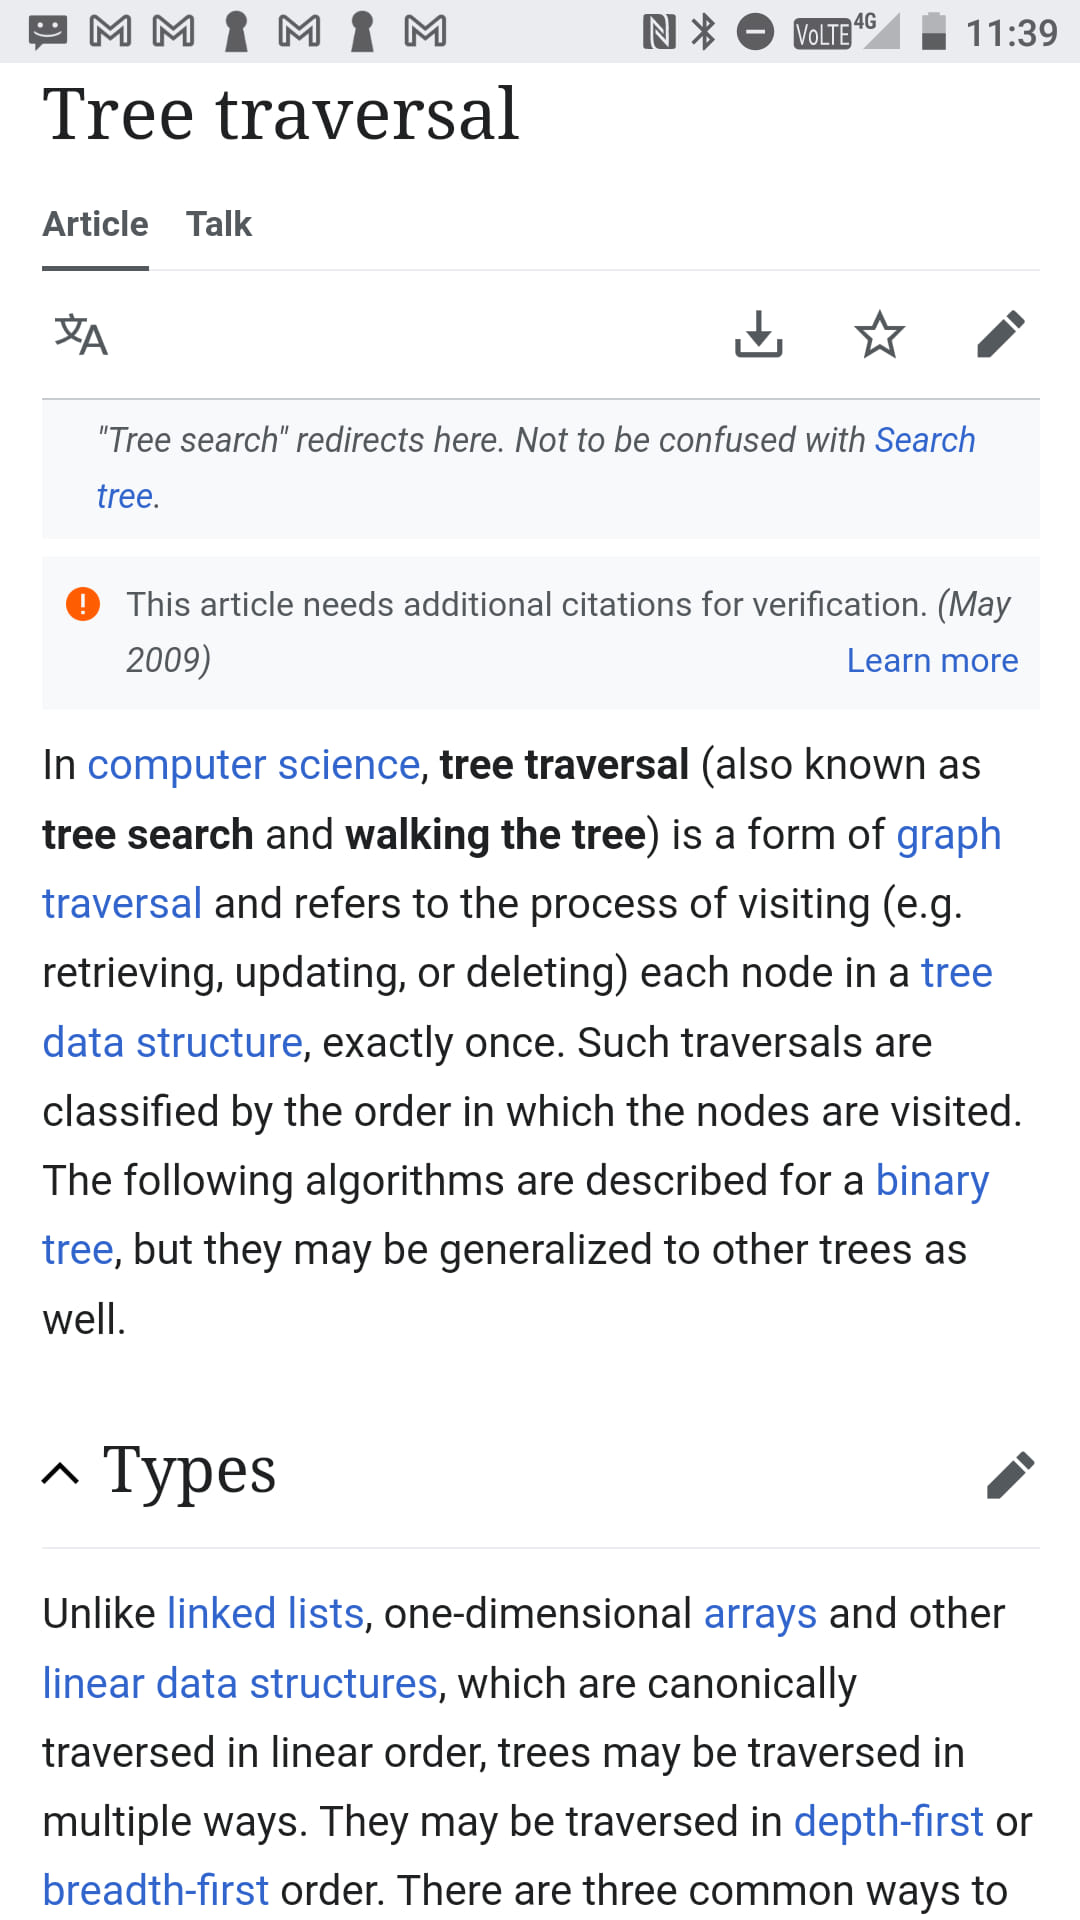 VoLTE 4G 11:39
Tree traversal
Article Talk
文A
"Tree search" redirects here. Not to be confused with Search
tree.
This article needs additional citations for verification. (May
2009) Learn more
In computer science, tree traversal (also known as
tree search and walking the tree) is a form of graph
traversal and refers to the process of visiting (e.g.
retrieving, updating, or deleting) each node in a tree
data structure, exactly once. Such traversals are
classified by the order in which the nodes are visited.
The following algorithms are described for a binary
tree, but they may be generalized to other trees as
well.
Types
Unlike linked lists, one-dimensional arrays and other
linear data structures, which are canonically
traversed in linear order, trees may be traversed in
multiple ways. They may be traversed in depth-first or
breadth-first order. There are three common ways to